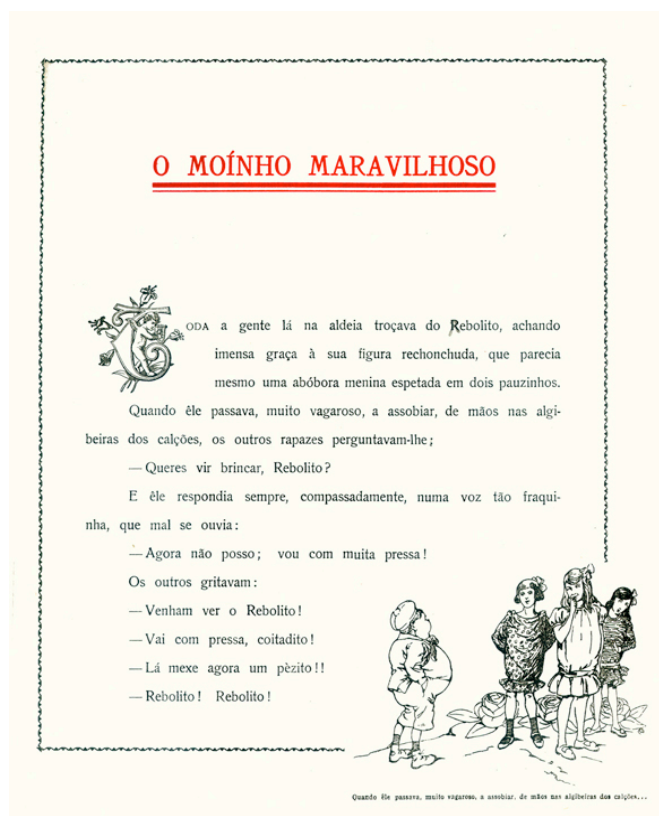 O MOÍNHO MARAVILHOSO
TODA a gente lá na aldeia troçava do Rebolito, achando
imensa graça à sua figura rechonchuda, que parecia
mesmo uma abóbora menina espetada em dois pauzinhos.
Quando êle passava, muito vagaroso, a assobiar, de mãos nas algi-
beiras dos calções, os outros rapazes perguntavam-lhe;
— Queres vir brincar, Rebolito?
E êle respondia sempre, compassadamente, numa voz tão fraqui-
nha, que mal se ouvia:
— Agora não posso; vou com muita pressa!
Os outros gritavam:
— Venham ver o Rebolito!
— Vai com pressa, coitadito!
— Lá mexe agora um pèzito!!
— Rebolito! Rebolito!
Quando êle passava, muito vagaroso, a assobiar, de mãos nas algibeiras dos calções...